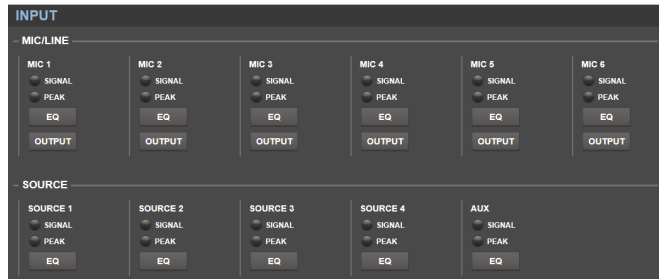 INPUT
MIC/LINE
MIC 1 MIC 2 MIC 3 MIC 4 MIC 5 MIC 6
SIGNAL SIGNAL SIGNAL SIGNAL SIGNAL SIGNAL
PEAK PEAK PEAK PEAK PEAK PEAK
EQ EQ EQ EQ EQ EQ
OUTPUT OUTPUT OUTPUT OUTPUT OUTPUT OUTPUT
SOURCE
SOURCE 1 SOURCE 2 SOURCE 3 SOURCE 4 AUX
SIGNAL SIGNAL SIGNAL SIGNAL SIGNAL
PEAK PEAK PEAK PEAK PEAK
EQ EQ EQ EQ EQ